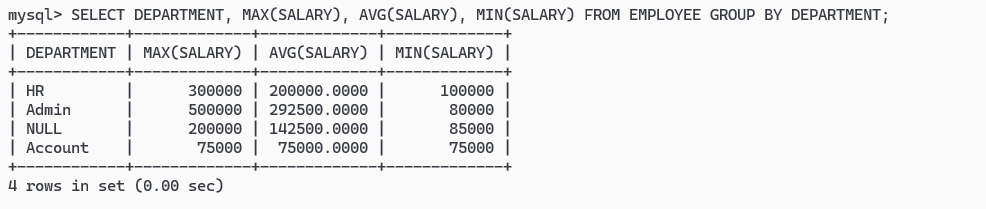 mysql> SELECT DEPARTMENT, MAX(SALARY), AVG(SALARY), MIN(SALARY) FROM EMPLOYEE GROUP BY DEPARTMENT;
+------------+-------------+-------------+-------------+
| DEPARTMENT | MAX(SALARY) | AVG(SALARY) | MIN(SALARY) |
+------------+-------------+-------------+-------------+
| HR         |      300000 | 200000.0000 |      100000 |
| Admin      |      500000 | 292500.0000 |       80000 |
| NULL       |      200000 | 142500.0000 |       85000 |
| Account    |       75000 |  75000.0000 |       75000 |
+------------+-------------+-------------+-------------+
4 rows in set (0.00 sec)